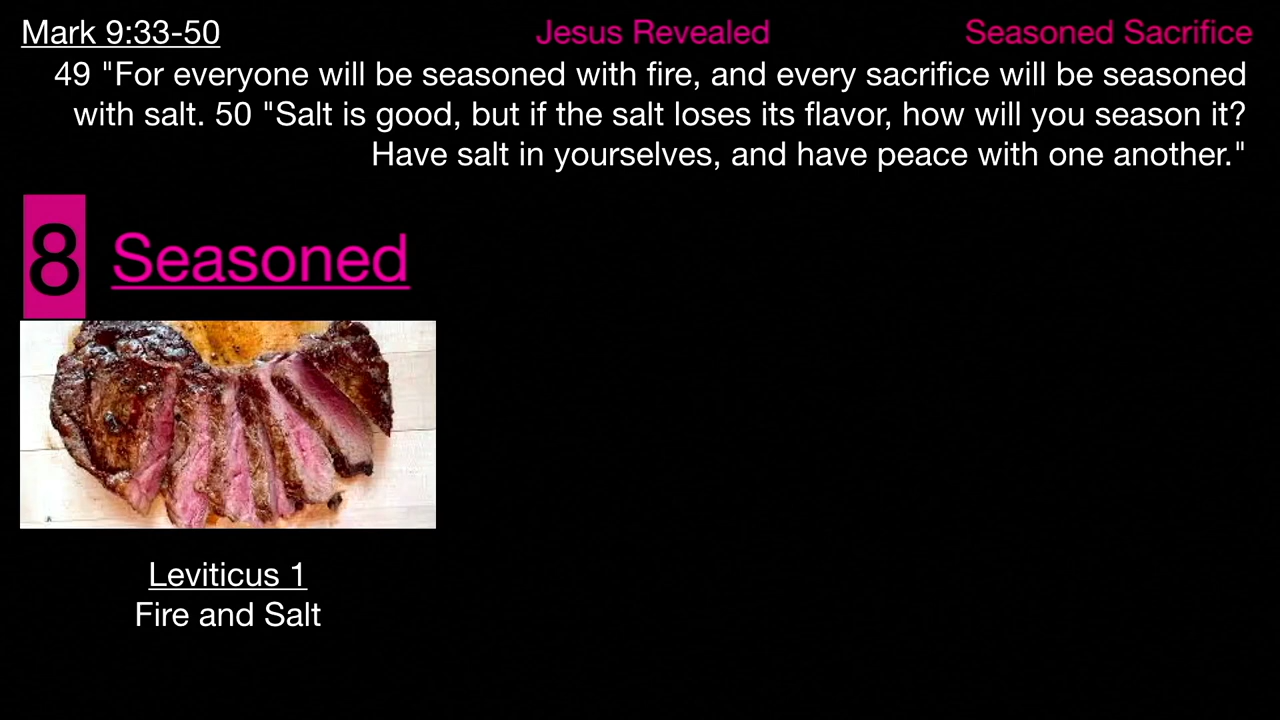 Mark 9:33-50 Jesus Revealed Seasoned Sacrifice
49 "For everyone will be seasoned with fire, and every sacrifice will be seasoned
with salt. 50 "Salt is good, but if the salt loses its flavor, how will you season it?
Have salt in yourselves, and have peace with one another."
8 Seasoned
Leviticus 1
Fire and Salt